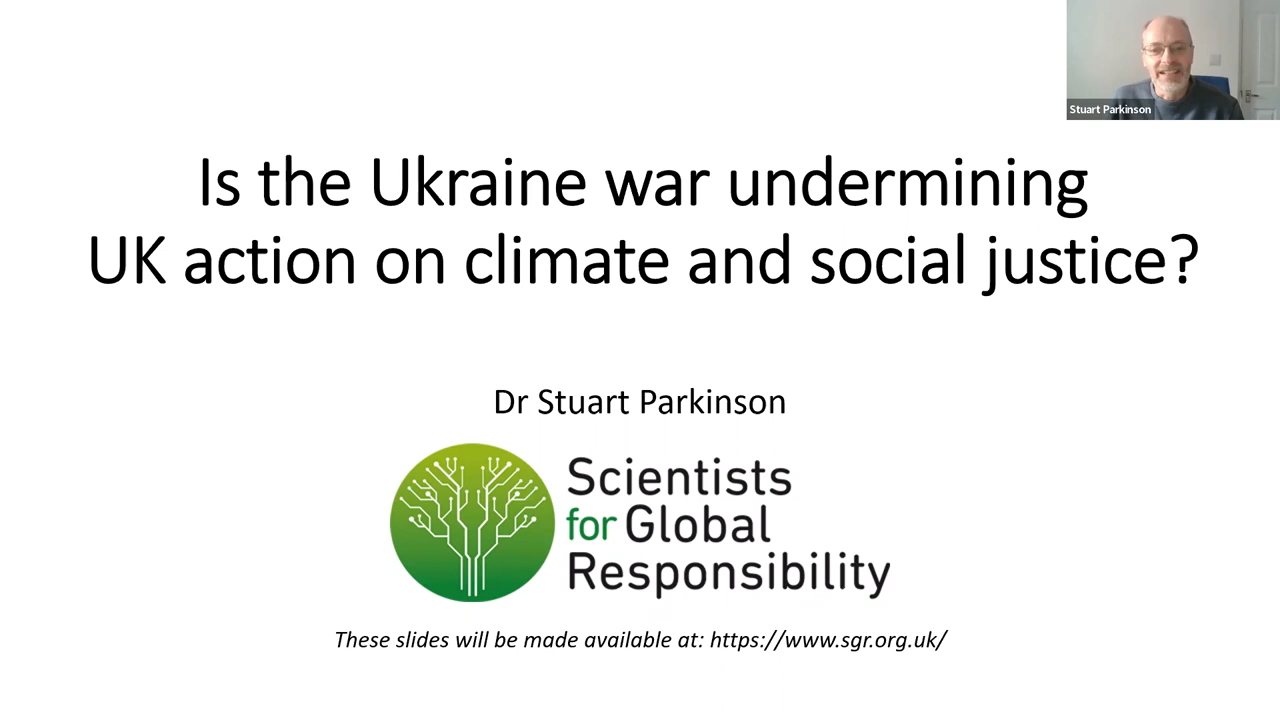 Stuart Parkinson
Is the Ukraine war undermining
UK action on climate and social justice?
Dr Stuart Parkinson
Scientists
for Global
Responsibility
These slides will be made available at: https://www.sgr.org.uk/